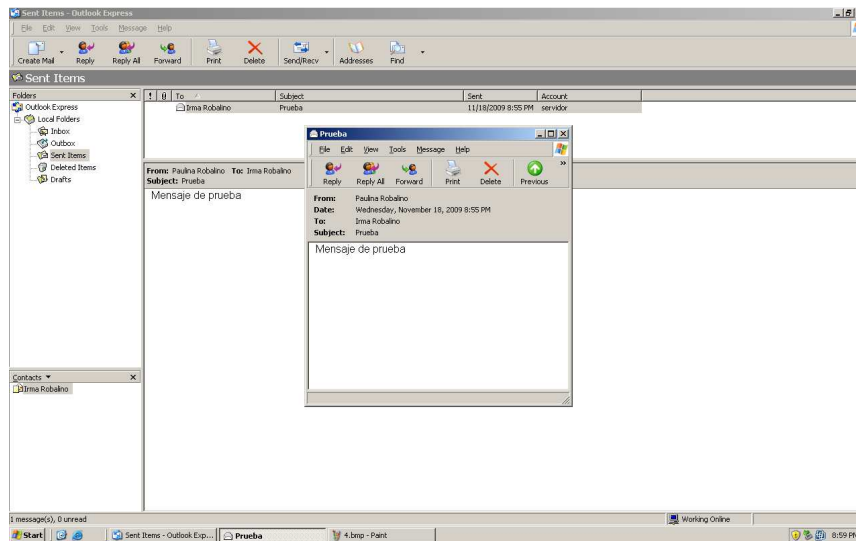 Sent Items - Outlook Express
File Edit View Tools Message Help
Create Mail Reply Reply All Forward Print Delete Send/Recv Addresses Find
Sent Items
Folders
Outlook Express
Local Folders
Inbox
Outbox
Sent Items
Deleted Items
Drafts
! To Subject Sent Account
Irma Robalino Prueba 11/18/2009 8:55 PM servidor
From: Paulina Robalino To: Irma Robalino
Subject: Prueba
Mensaje de prueba
Prueba
File Edit View Tools Message Help
Reply Reply All Forward Print Delete Previous »
From: Paulina Robalino
Date: Wednesday, November 18, 2009 8:55 PM
To: Irma Robalino
Subject: Prueba
Mensaje de prueba
Contacts
Irma Robalino
1 message(s), 0 unread
Working Online
Start Sent Items - Outlook Exp... Prueba 4.bmp - Paint 8:59 PM